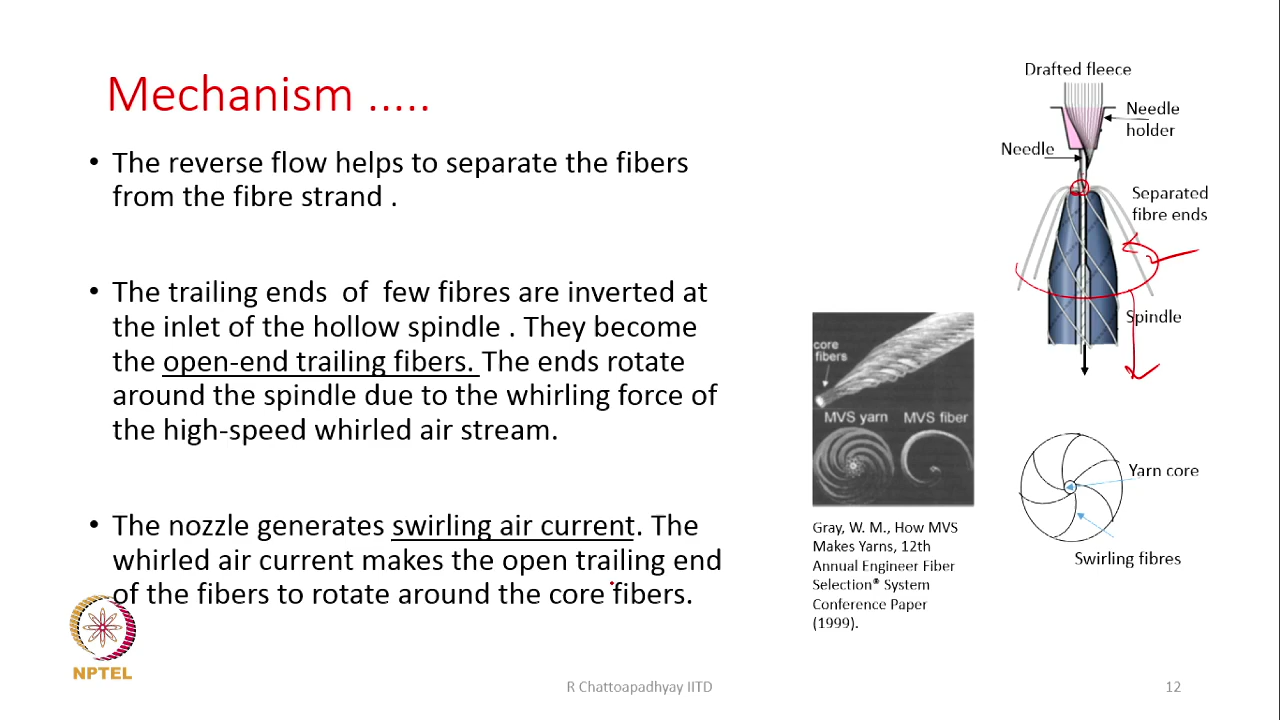 Mechanism .....
• The reverse flow helps to separate the fibers
from the fibre strand .
• The trailing ends of few fibres are inverted at
the inlet of the hollow spindle . They become
the open-end trailing fibers. The ends rotate
around the spindle due to the whirling force of
the high-speed whirled air stream.
• The nozzle generates swirling air current. The
whirled air current makes the open trailing end
of the fibers to rotate around the core fibers.
Drafted fleece
Needle
holder
Needle
Separated
fibre ends
Spindle
core
fibers
MVS yarn
MVS fiber
Yarn core
Swirling fibres
Gray, W. M., How MVS
Makes Yarns, 12th
Annual Engineer Fiber
Selection® System
Conference Paper
(1999).
NPTEL
R Chattoapadhyay IITD
12